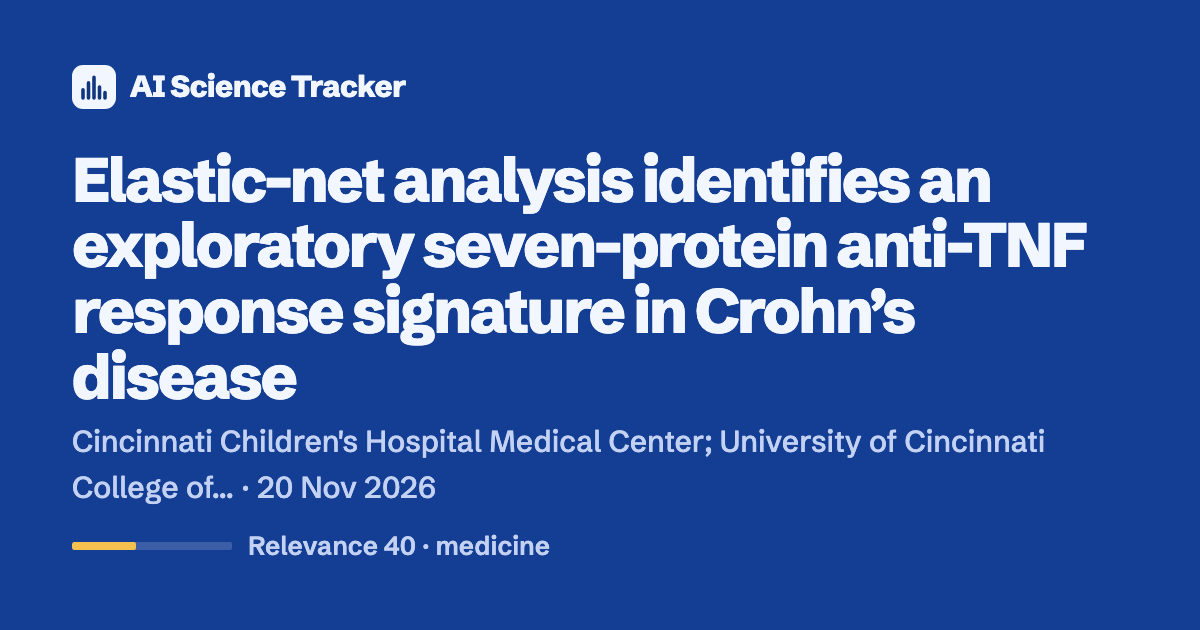 AI Science Tracker
Elastic-net analysis identifies an
exploratory seven-protein anti-TNF
response signature in Crohn’s
disease
Cincinnati Children's Hospital Medical Center; University of Cincinnati
College of... · 20 Nov 2026
Relevance 40 · medicine